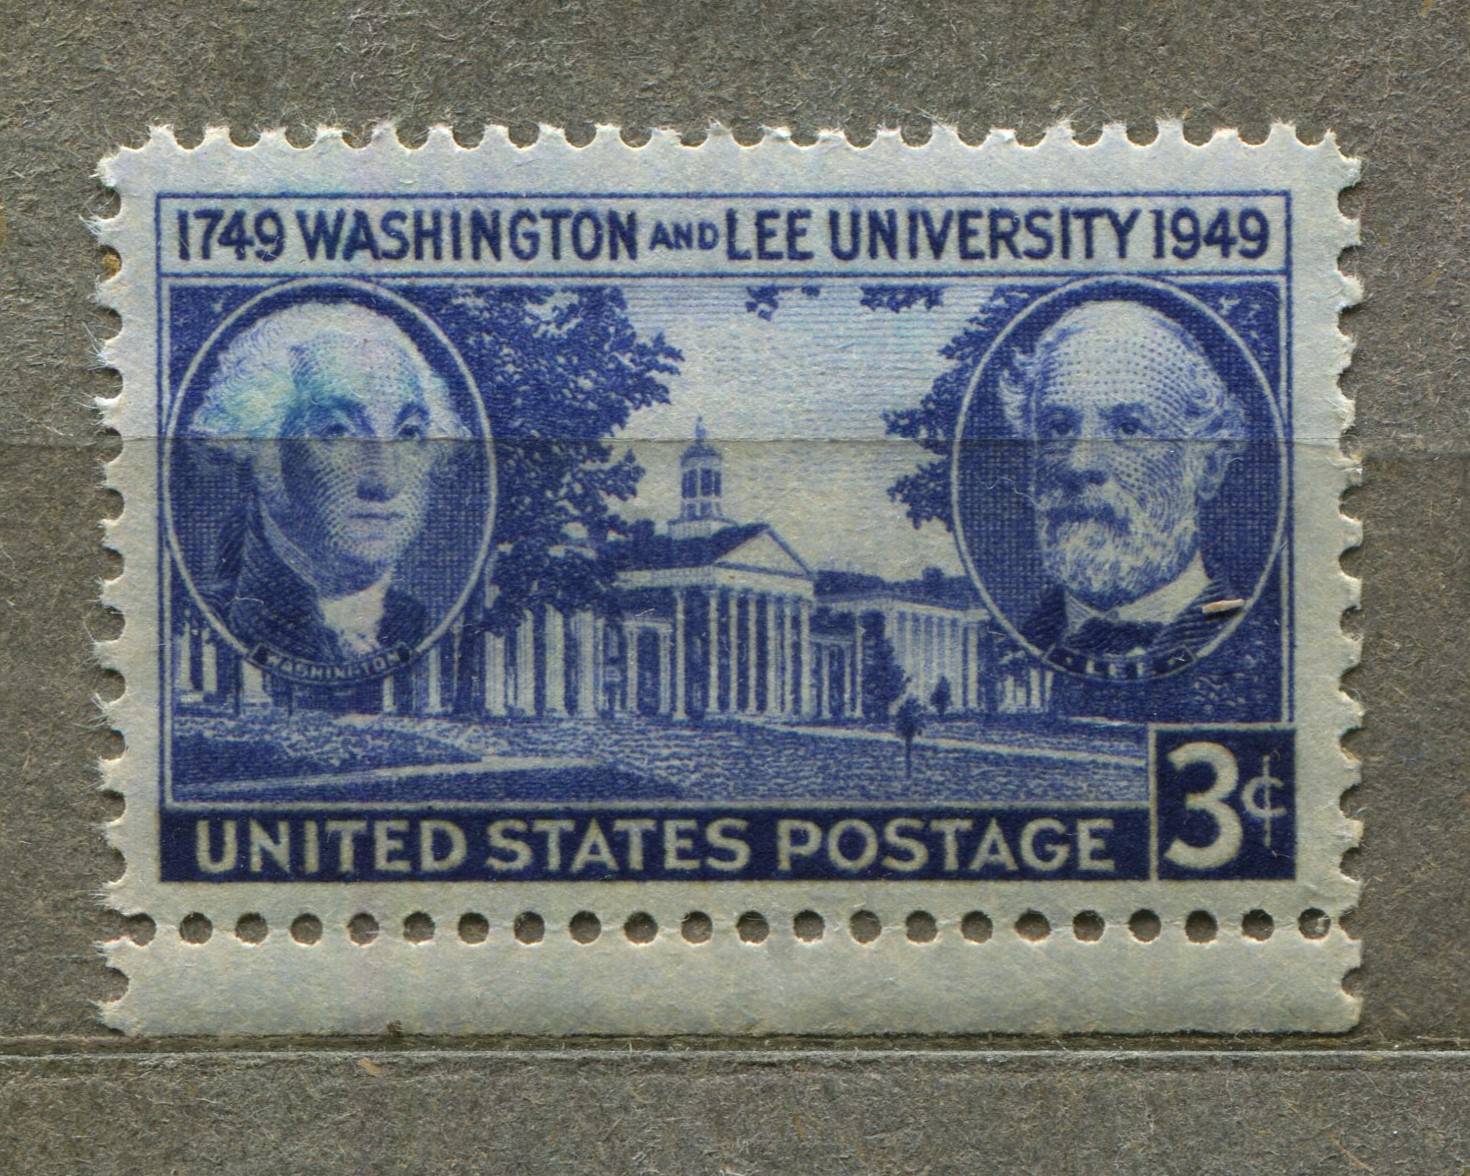 1749 WASHINGTON AND LEE UNIVERSITY 1949
WASHINGTON
LEE
UNITED STATES POSTAGE
3¢